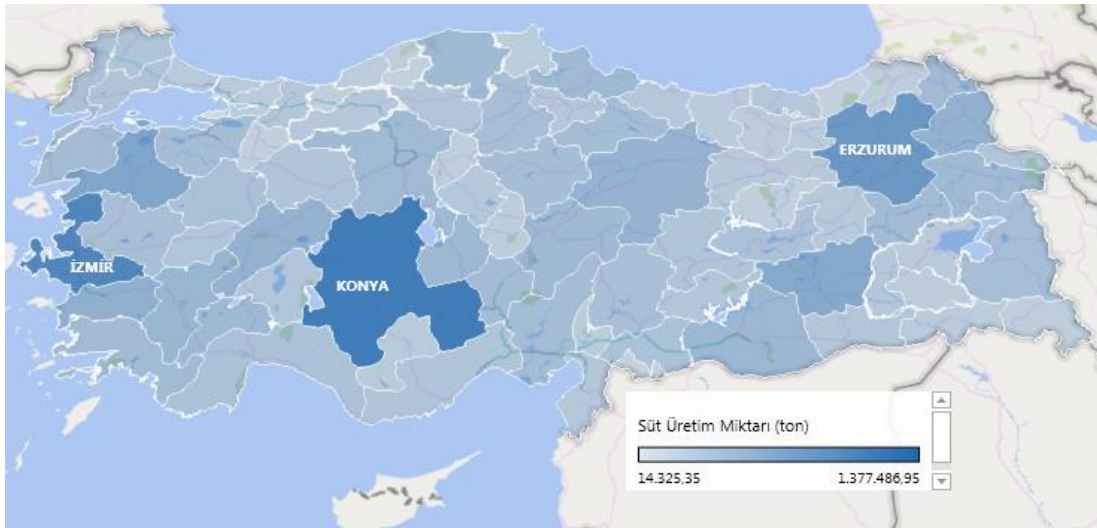 ERZURUM
İZMİR
KONYA
Süt Üretim Miktarı (ton)
14.325,35 1.377.486,95